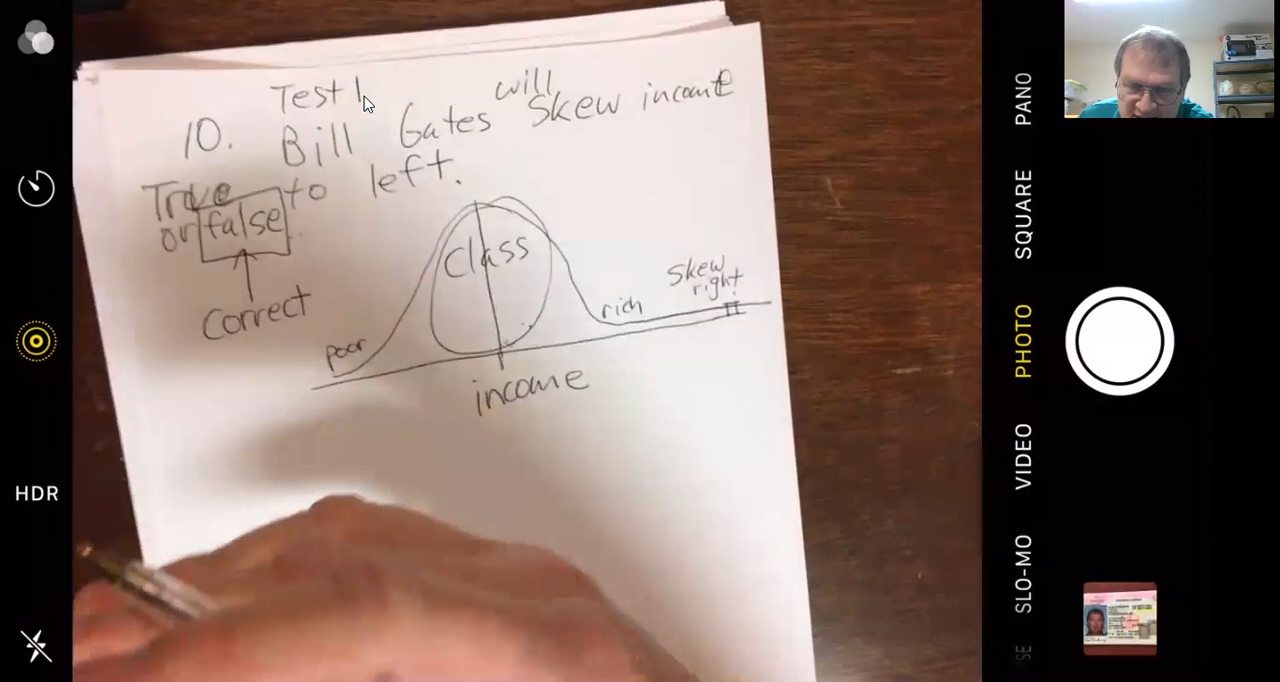 Test 1
10. Bill Gates will Skew income
to left.
True
or false.
Correct
Class
poor
rich
Skew
right
income
HDR
PANO
SQUARE
PHOTO
VIDEO
SLO-MO
SE